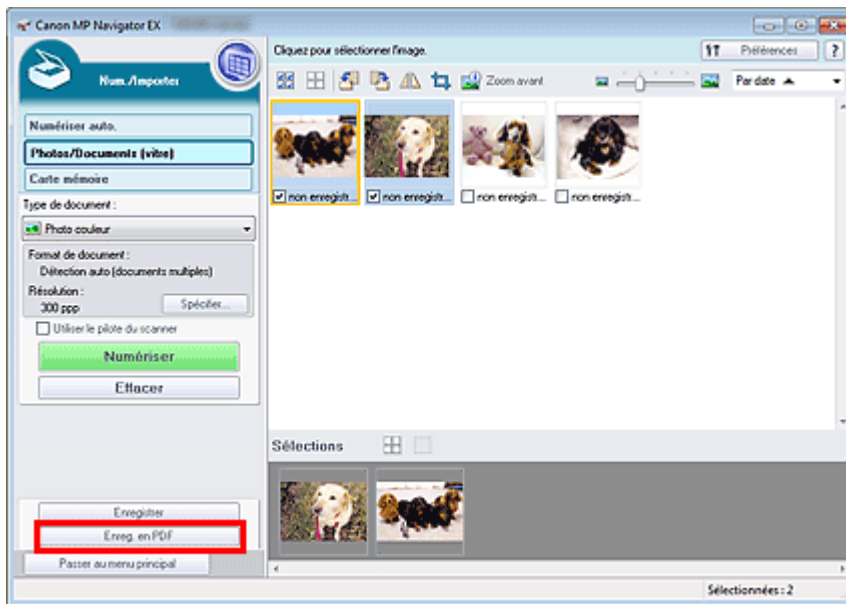 Canon MP Navigator EX
Num./Importer
Numériser auto.
Photos/Documents (vitre)
Carte mémoire
Type de document :
Photo couleur
Format de document :
Détection auto (documents multiples)
Résolution :
300 ppp
Spécifier...
Utiliser le pilote du scanner
Numériser
Effacer
Enregistrer
Enreg. en PDF
Passer au menu principal
Cliquez pour sélectionner l'image.
Préférences
?
Zoom avant
Par date
non enregistr...
non enregistr...
non enregistr...
non enregistr...
Sélections
Sélectionnées : 2